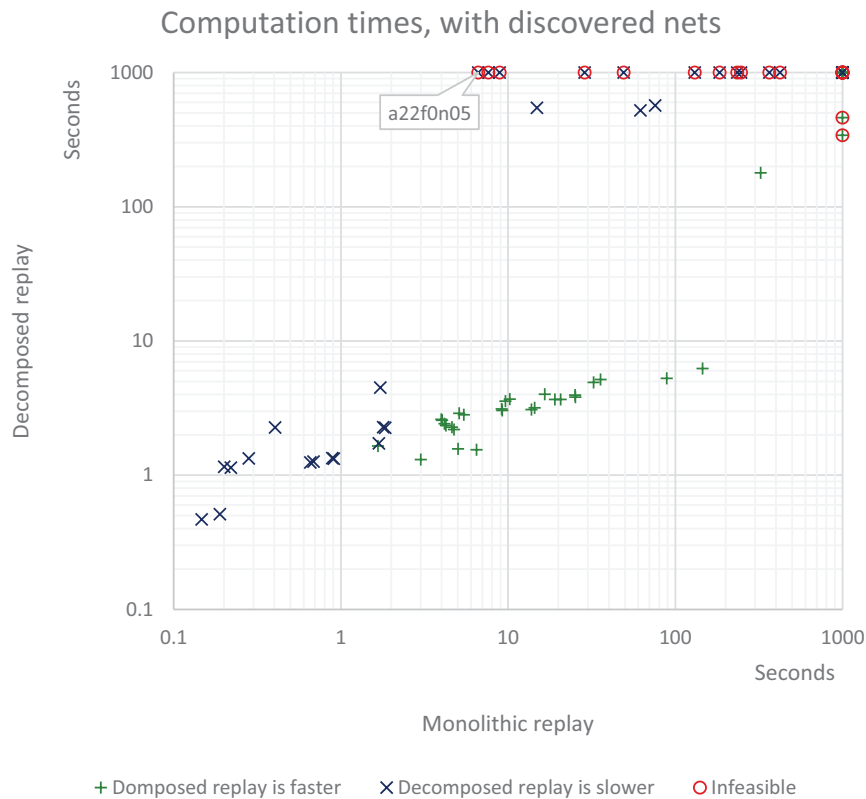 Computation times, with discovered nets
1000
Seconds
a22f0n05
100
Decomposed replay
10
1
0.1
0.1 1 10 100 1000
Seconds
Monolithic replay
Domposed replay is faster Decomposed replay is slower Infeasible